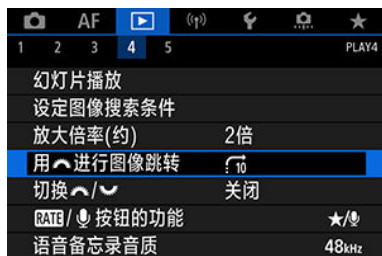 AF
1 2 3 4 5 PLAY4
幻灯片播放
设定图像搜索条件
放大倍率(约) 2倍
用进行图像跳转 10
切换/ 关闭
RATE/按钮的功能 ★/
语音备忘录音质 48kHz